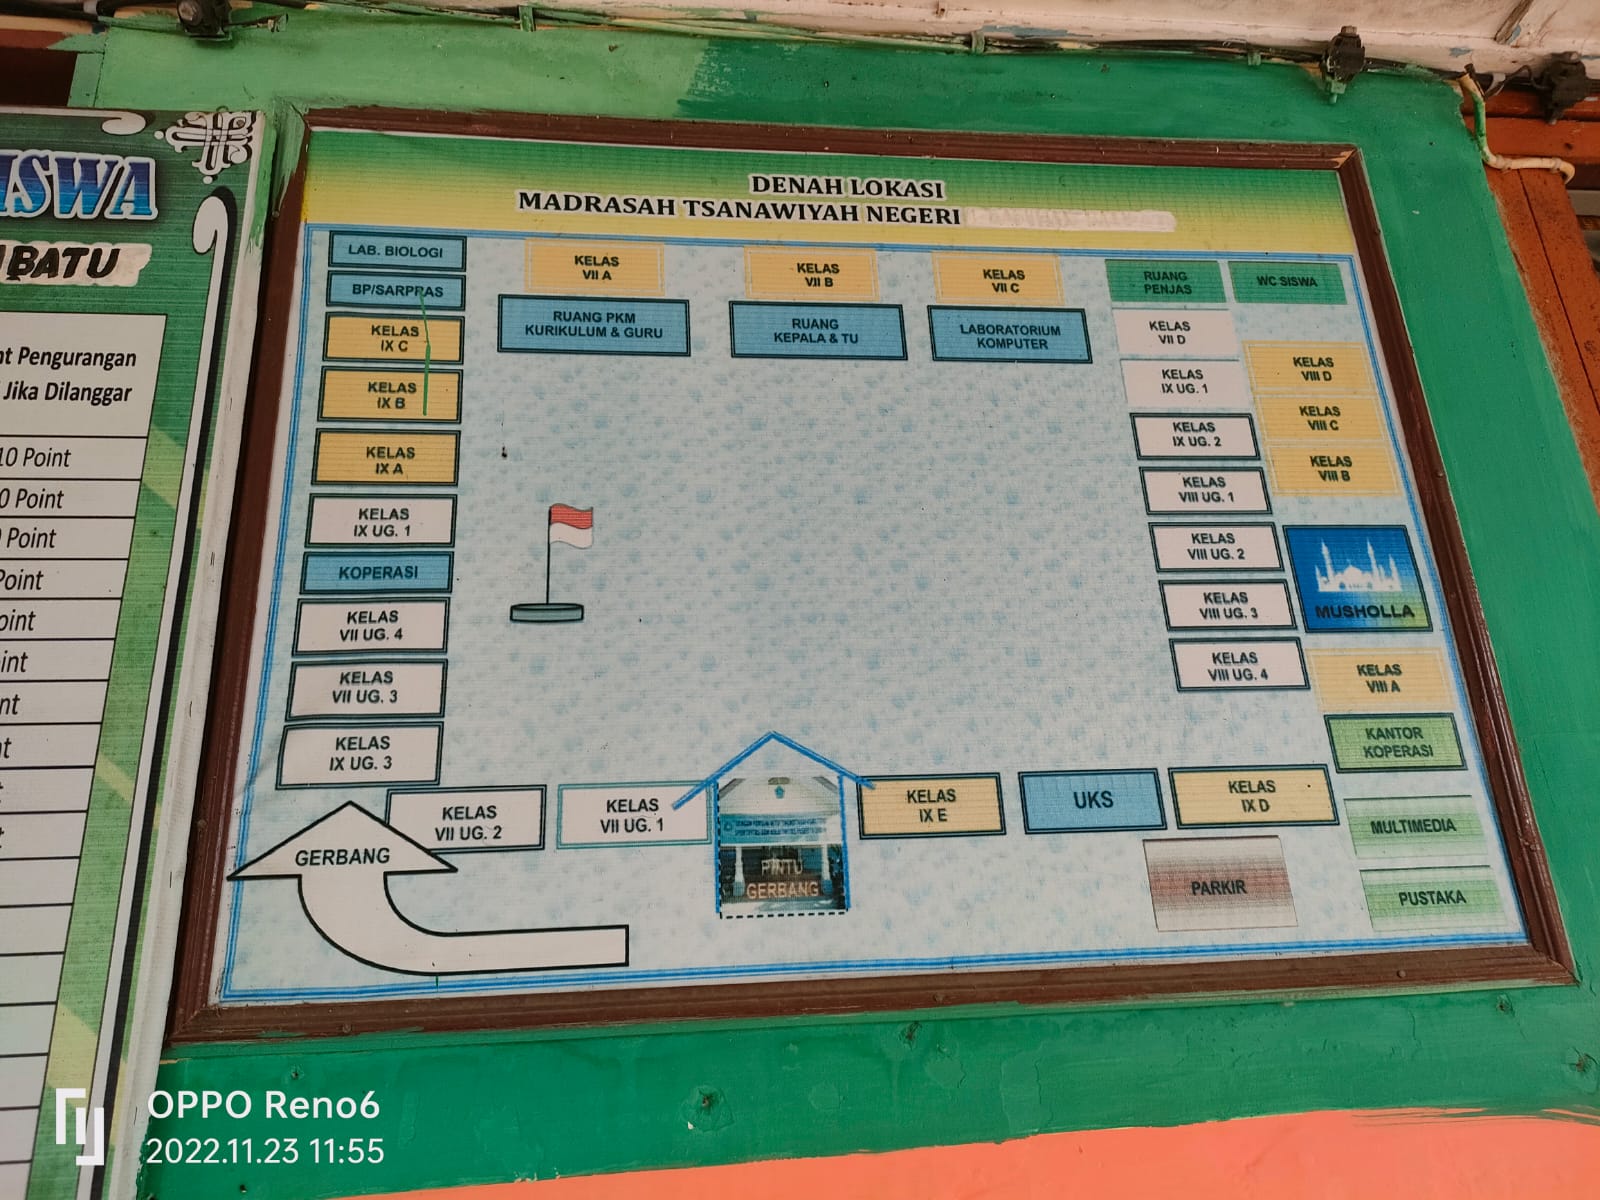 ISWA
BATU
nt Pengurangan
Jika Dilanggar
10 Point
0 Point
Point
Point
oint
int
nt
t
DENAH LOKASI
MADRASAH TSANAWIYAH NEGERI
LAB. BIOLOGI
BP/SARPRAS
KELAS
IX C
KELAS
IX B
KELAS
IX A
KELAS
IX UG. 1
KOPERASI
KELAS
VII UG. 4
KELAS
VII UG. 3
KELAS
IX UG. 3
KELAS
VII A
KELAS
VII B
KELAS
VII C
RUANG PKM
KURIKULUM & GURU
RUANG
KEPALA & TU
LABORATORIUM
KOMPUTER
RUANG
PENJAS
WC SISWA
KELAS
VII D
KELAS
IX UG. 1
KELAS
IX UG. 2
KELAS
VIII UG. 1
KELAS
VIII UG. 2
KELAS
VIII UG. 3
KELAS
VIII UG. 4
KELAS
VIII D
KELAS
VIII C
KELAS
VIII B
MUSHOLLA
KELAS
VIII A
KANTOR
KOPERASI
MULTIMEDIA
PUSTAKA
GERBANG
KELAS
VII UG. 2
KELAS
VII UG. 1
PINTU
GERBANG
KELAS
IX E
UKS
KELAS
IX D
PARKIR
OPPO Reno6
2022.11.23 11:55